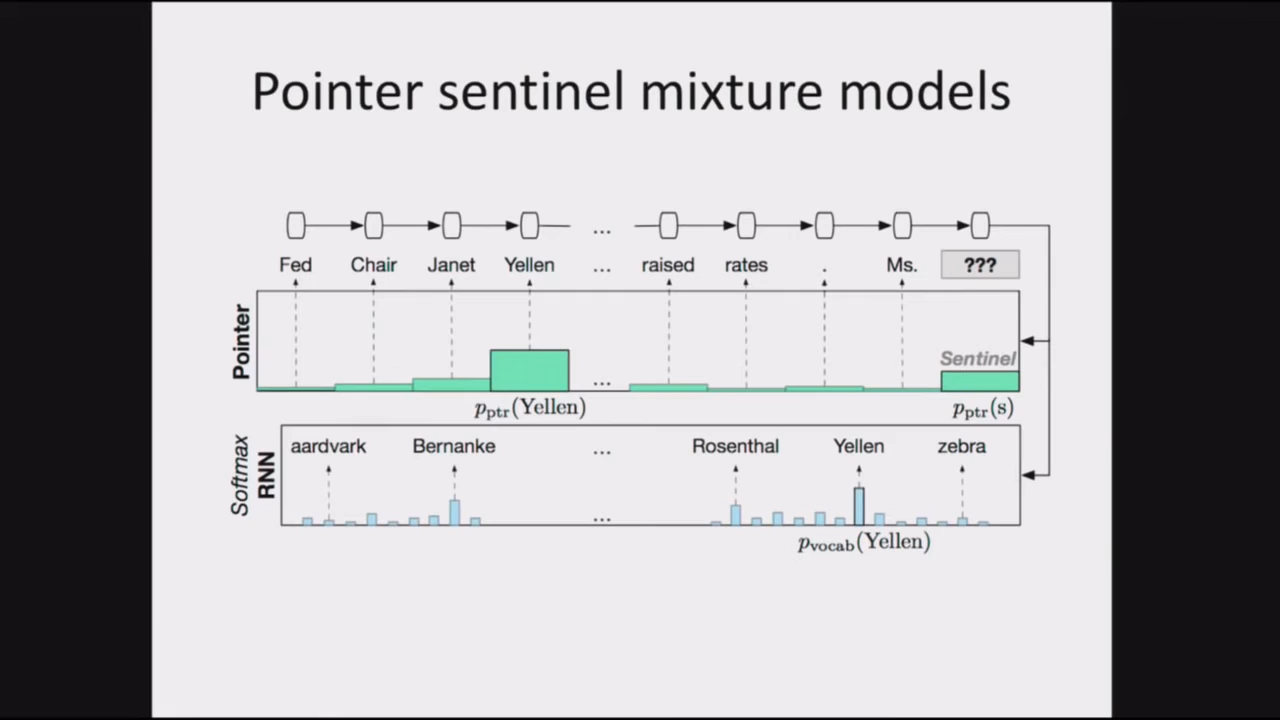 Pointer sentinel mixture models
Fed Chair Janet Yellen ... raised rates . Ms. ???
Pointer
Sentinel
...
p_ptr(Yellen) p_ptr(s)
Softmax
RNN
aardvark Bernanke ... Rosenthal Yellen zebra
...
p_vocab(Yellen)